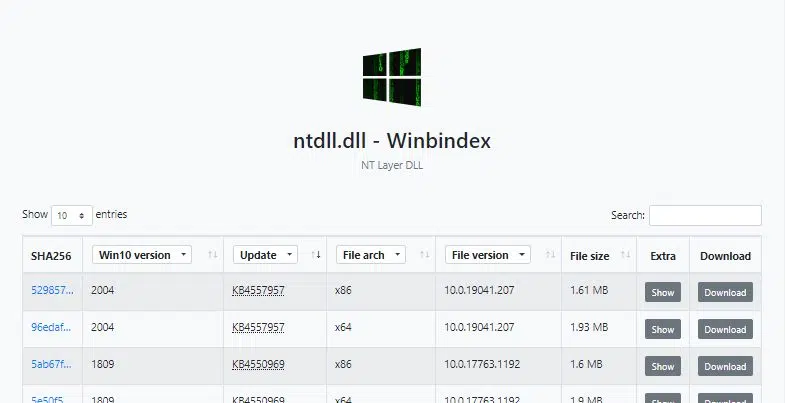 ntdll.dll - Winbindex
NT Layer DLL
Show 10 entries Search:
SHA256 Win10 version Update File arch File version File size Extra Download
529857... 2004 KB4557957 x86 10.0.19041.207 1.61 MB Show Download
96edaf... 2004 KB4557957 x64 10.0.19041.207 1.93 MB Show Download
5ab67f... 1809 KB4550969 x86 10.0.17763.1192 1.6 MB Show Download
5e50f5... 1809 KB4550969 x64 10.0.17763.1192 1.9 MB Show Download